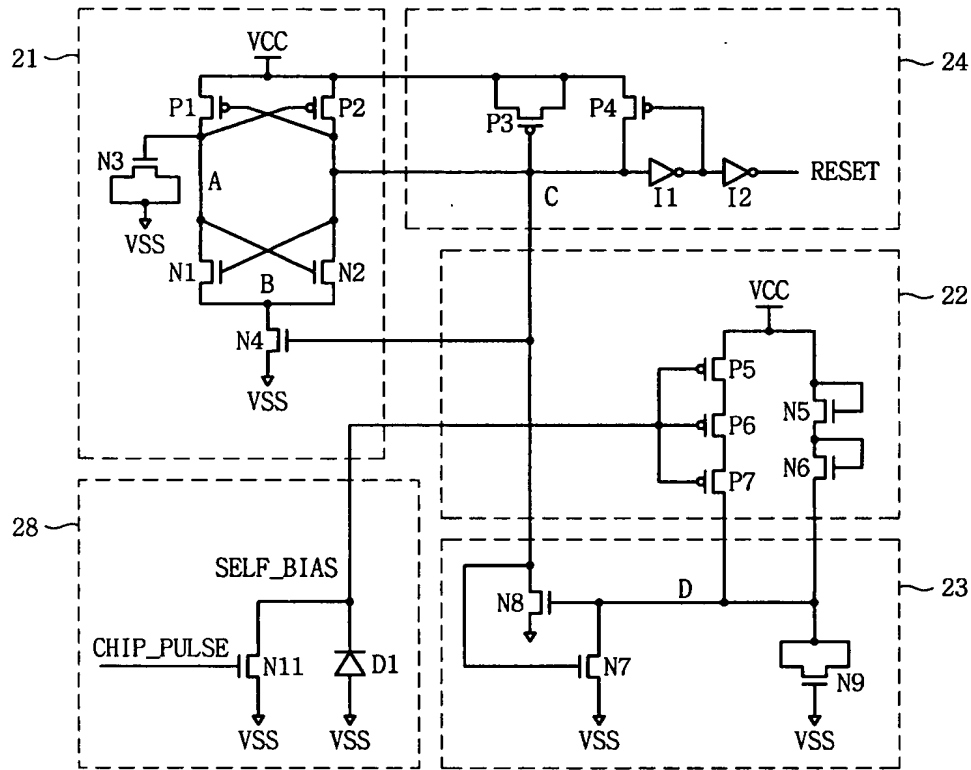 21
VCC
P1
P2
N3
A
VSS
N1
N2
B
N4
VSS
24
P3
P4
RESET
C
I1
I2
22
VCC
P5
N5
P6
N6
P7
28
SELF_BIAS
CHIP_PULSE
N11
D1
VSS
VSS
23
D
N8
N7
N9
VSS
VSS